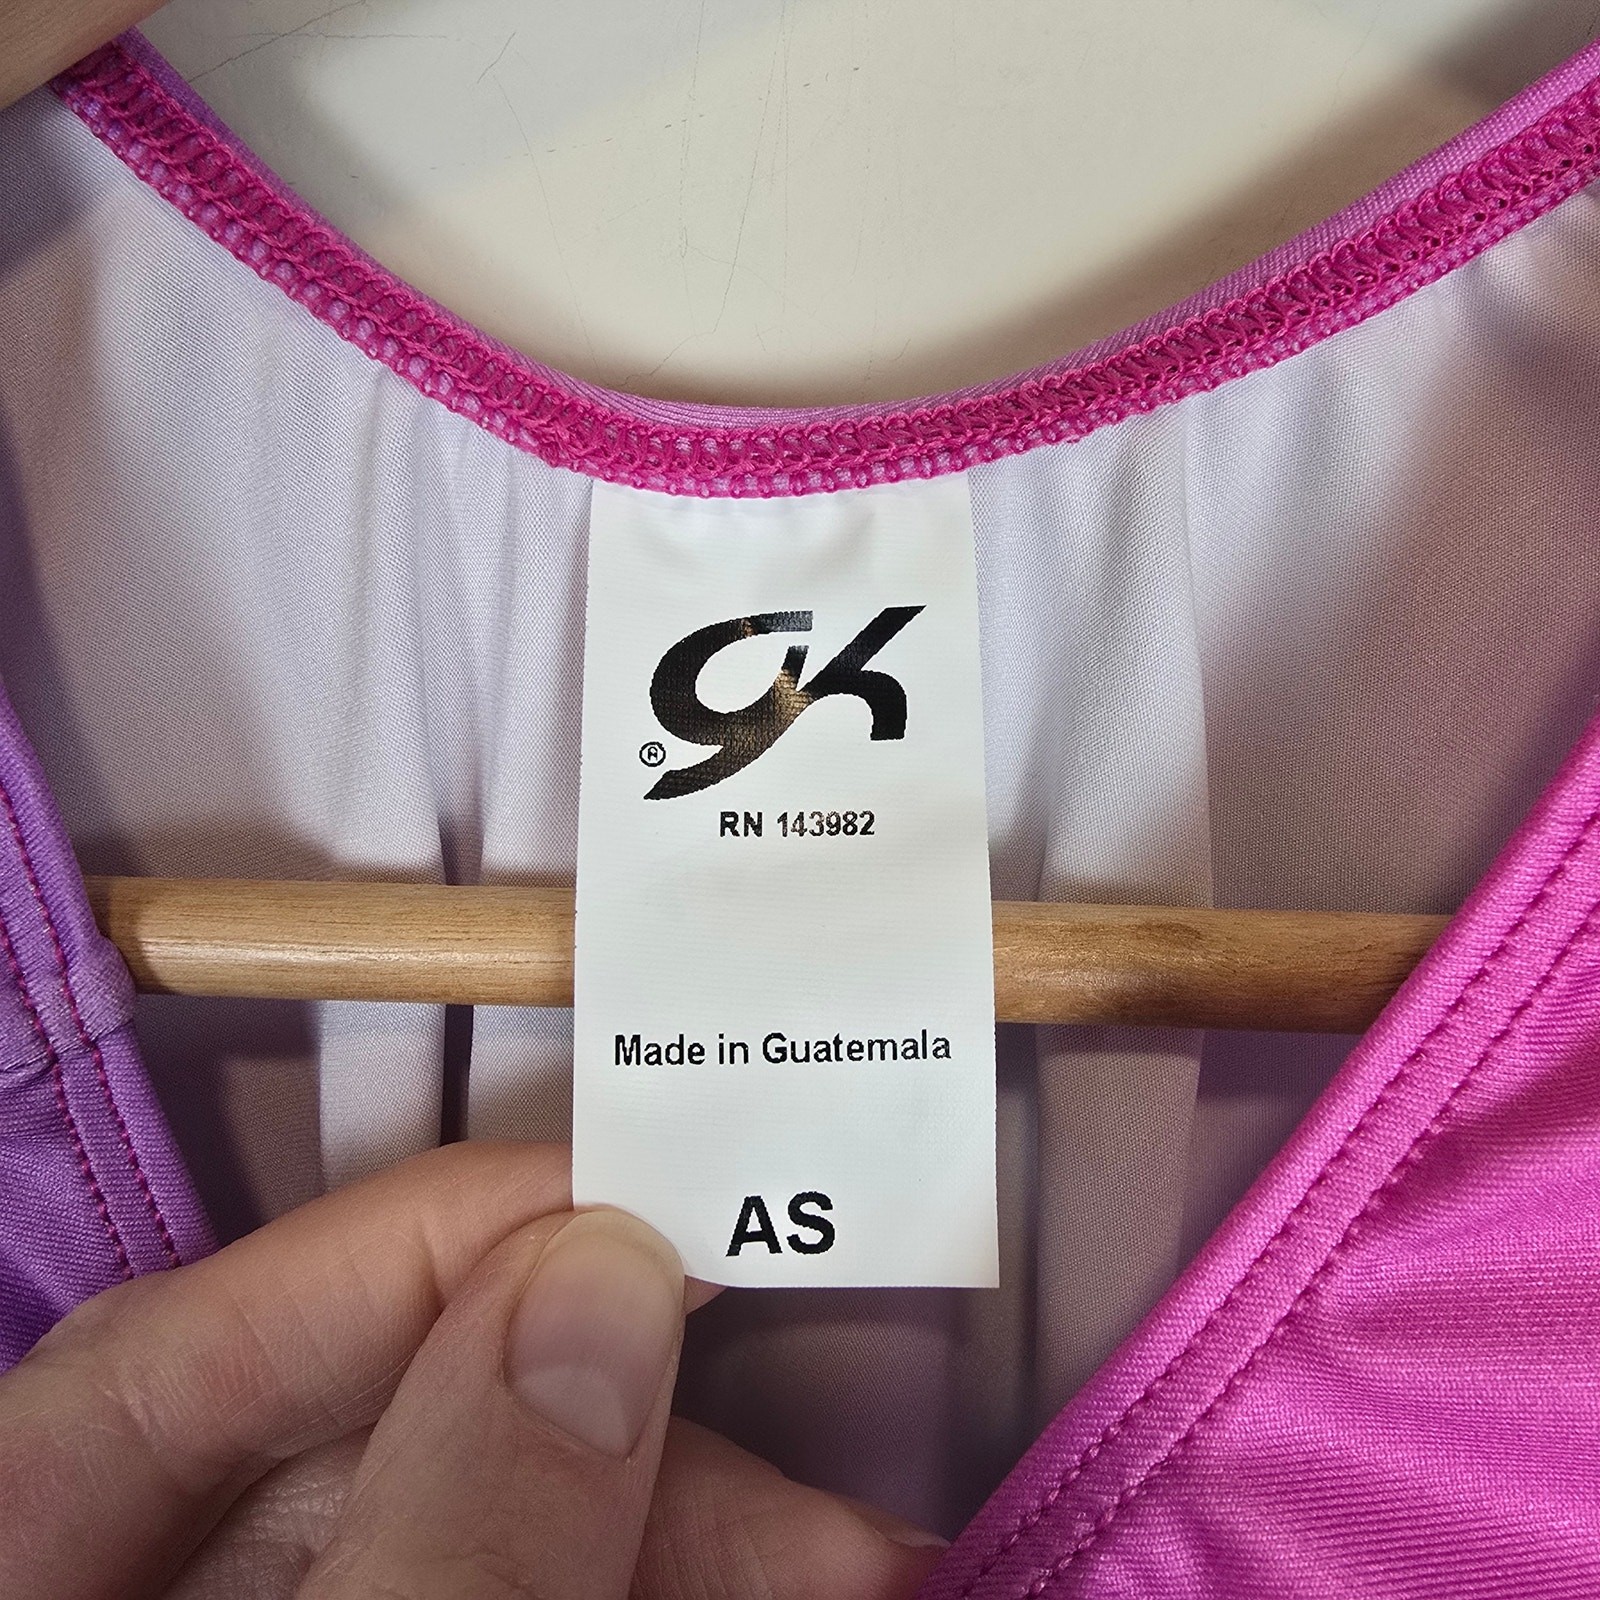 GK
®
RN 143982
Made in Guatemala
AS